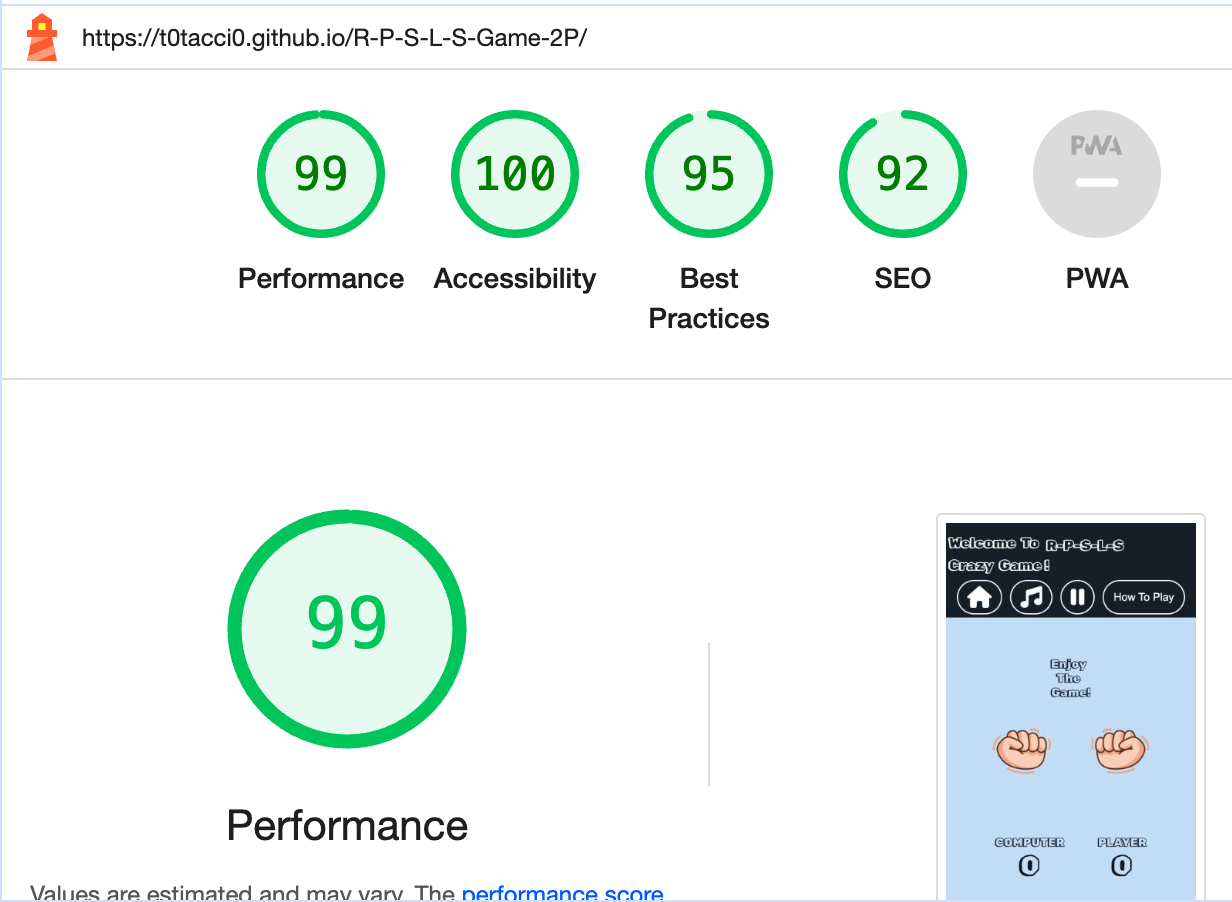 https://t0tacci0.github.io/R-P-S-L-S-Game-2P/
99
100
95
92
PWA
Performance
Accessibility
Best
Practices
SEO
PWA
99
Performance
Values are estimated and may vary. The performance score
Welcome To R-P-S-L-S
Crazy Game!
How To Play
Enjoy
The
Game!
COMPUTER
PLAYER
0
0